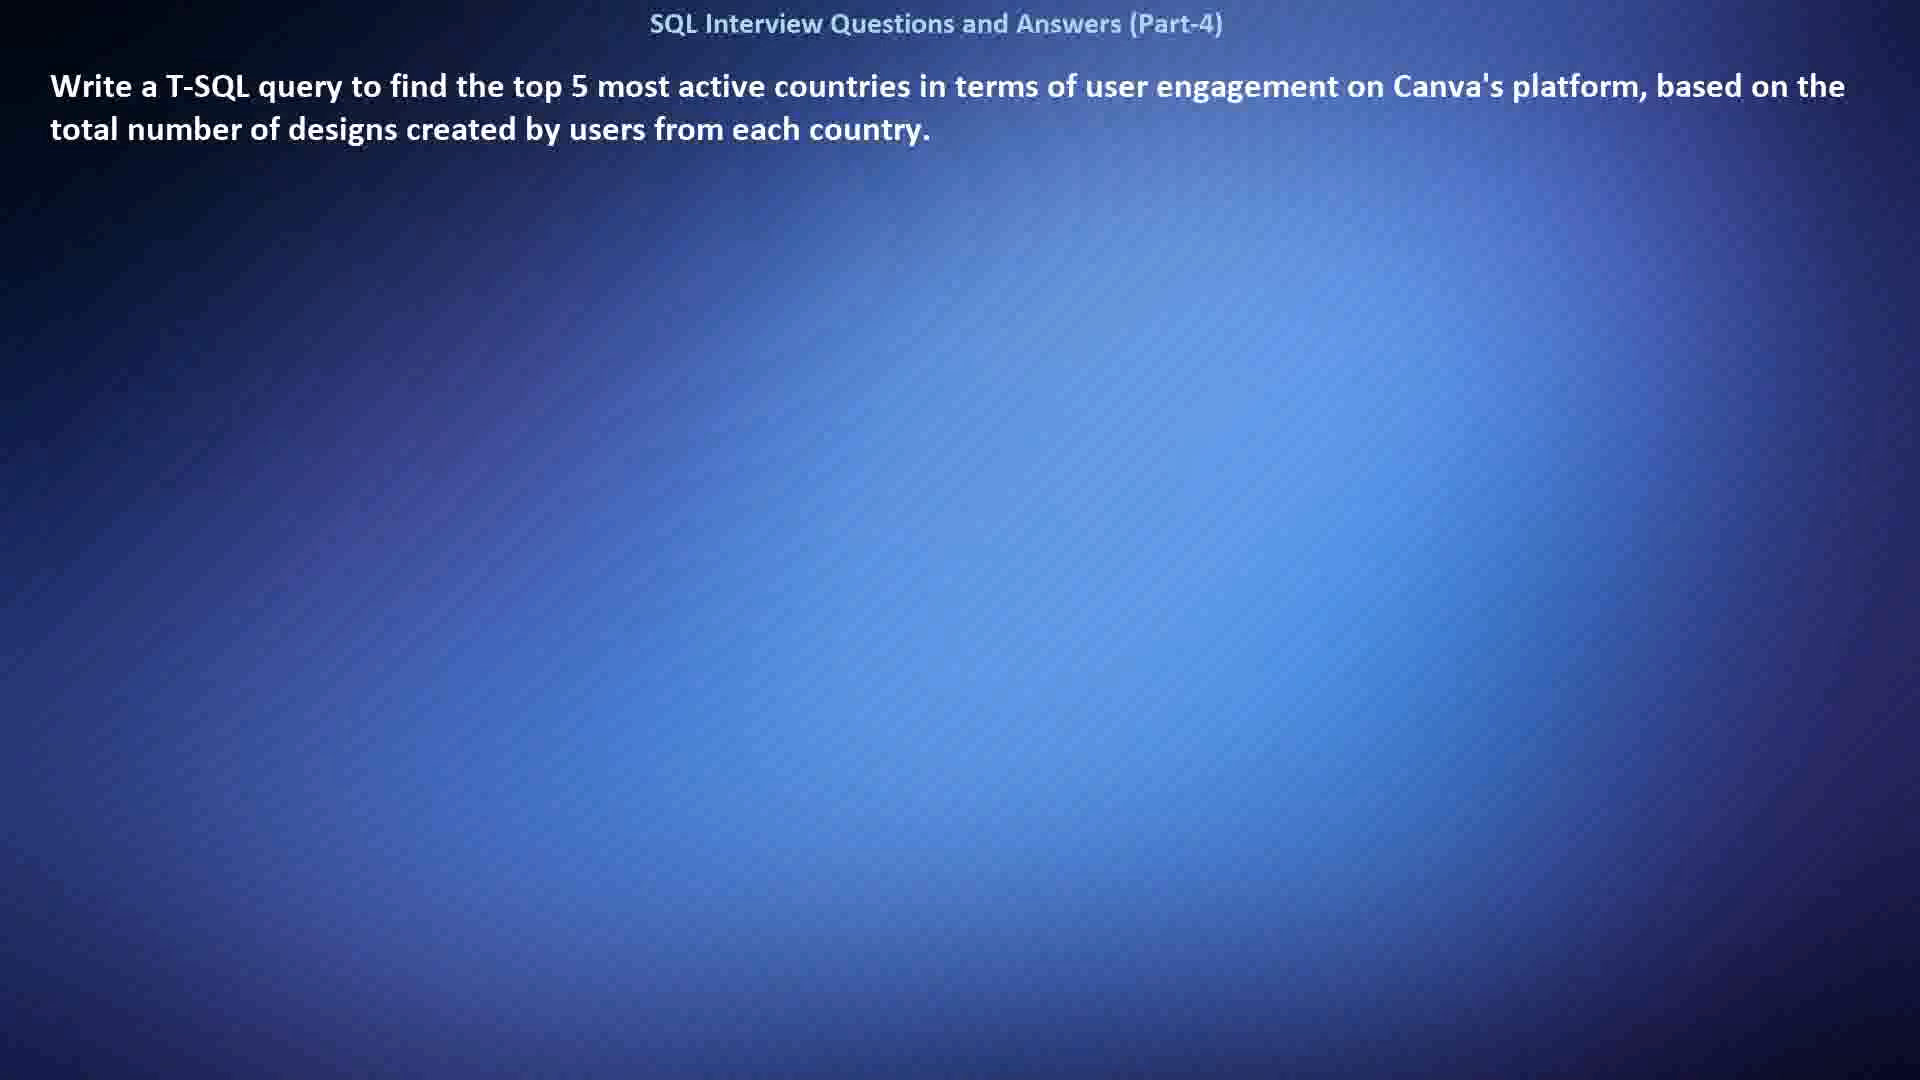 SQL Interview Questions and Answers (Part-4)
Write a T-SQL query to find the top 5 most active countries in terms of user engagement on Canva's platform, based on the
total number of designs created by users from each country.